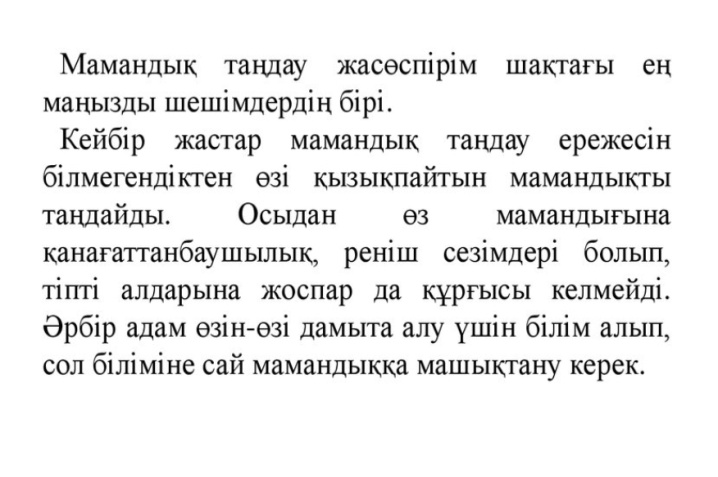 Мамандық таңдау жасөспірім шақтағы ең
маңызды шешімдердің бірі.
Кейбір жастар мамандық таңдау ережесін
білмегендіктен өзі қызықпайтын мамандықты
таңдайды. Осыдан өз мамандығына
қанағаттанбаушылық, реніш сезімдері болып,
тіпті алдарына жоспар да құрғысы келмейді.
Әрбір адам өзін-өзі дамыта алу үшін білім алып,
сол біліміне сай мамандыққа машықтану керек.